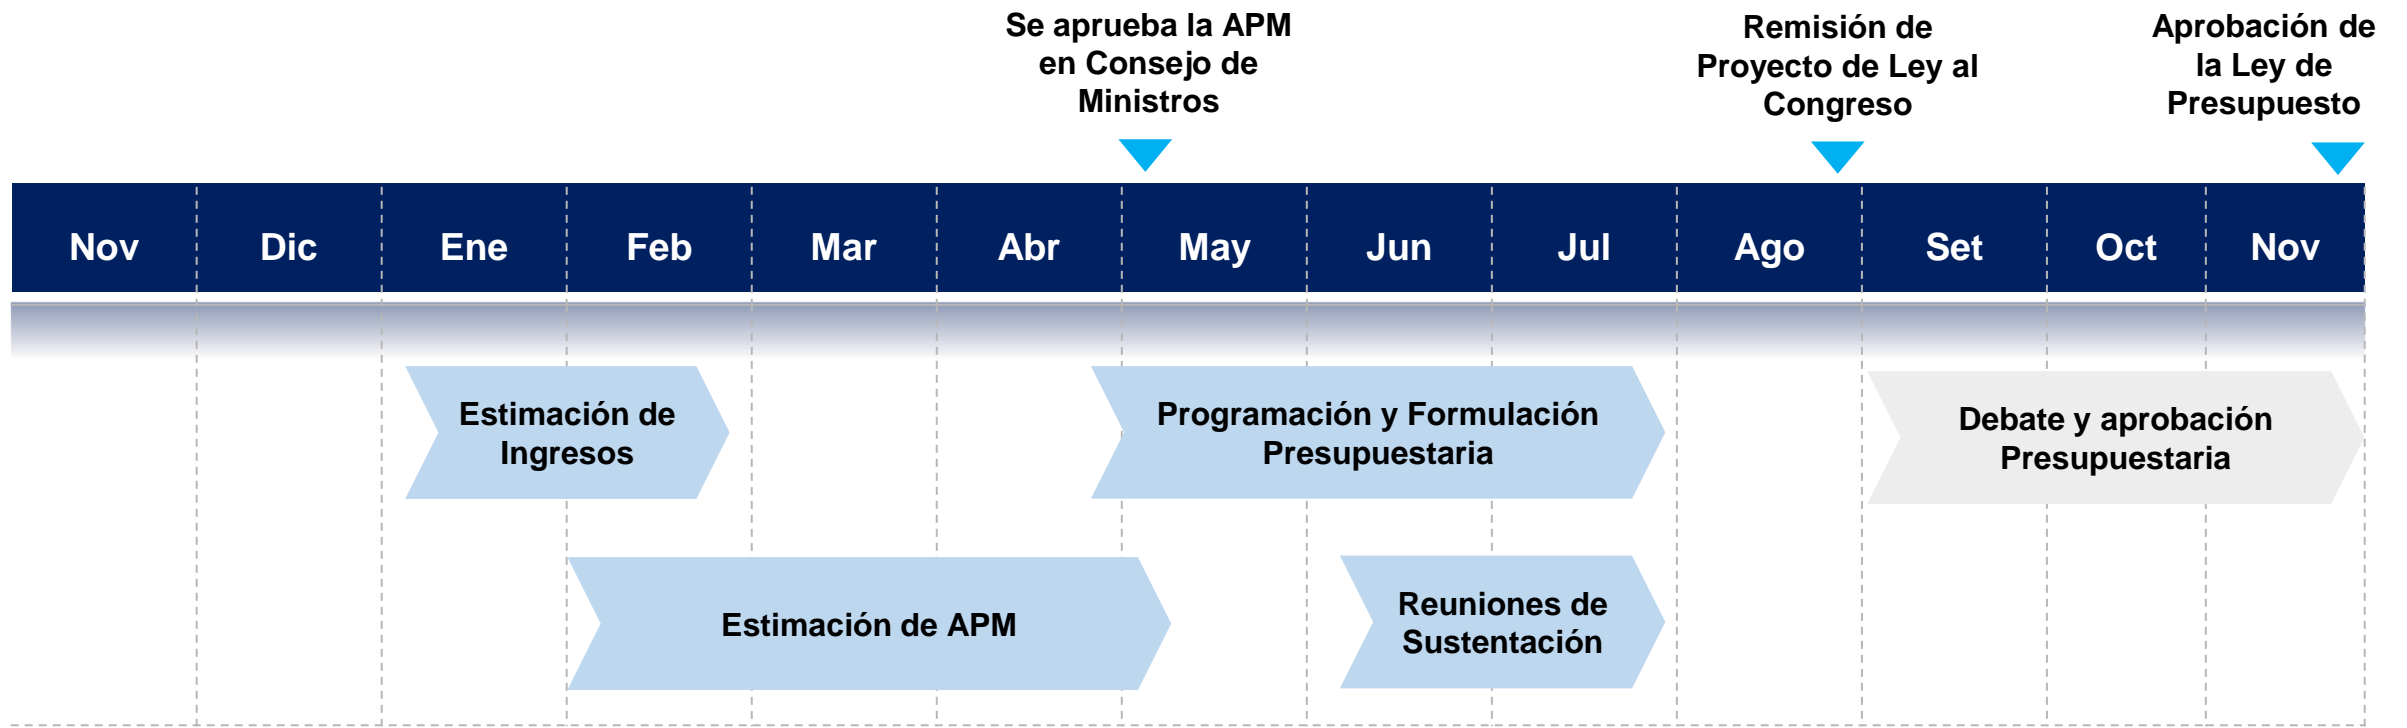 Se aprueba la APM
en Consejo de
Ministros
Remisión de
Proyecto de Ley al
Congreso
Aprobación de
la Ley de
Presupuesto
Nov Dic Ene Feb Mar Abr May Jun Jul Ago Set Oct Nov
Estimación de
Ingresos
Programación y Formulación
Presupuestaria
Debate y aprobación
Presupuestaria
Estimación de APM
Reuniones de
Sustentación